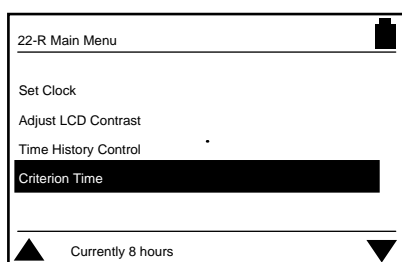 22-R Main Menu
Set Clock
Adjust LCD Contrast
Time History Control
Criterion Time
Currently 8 hours